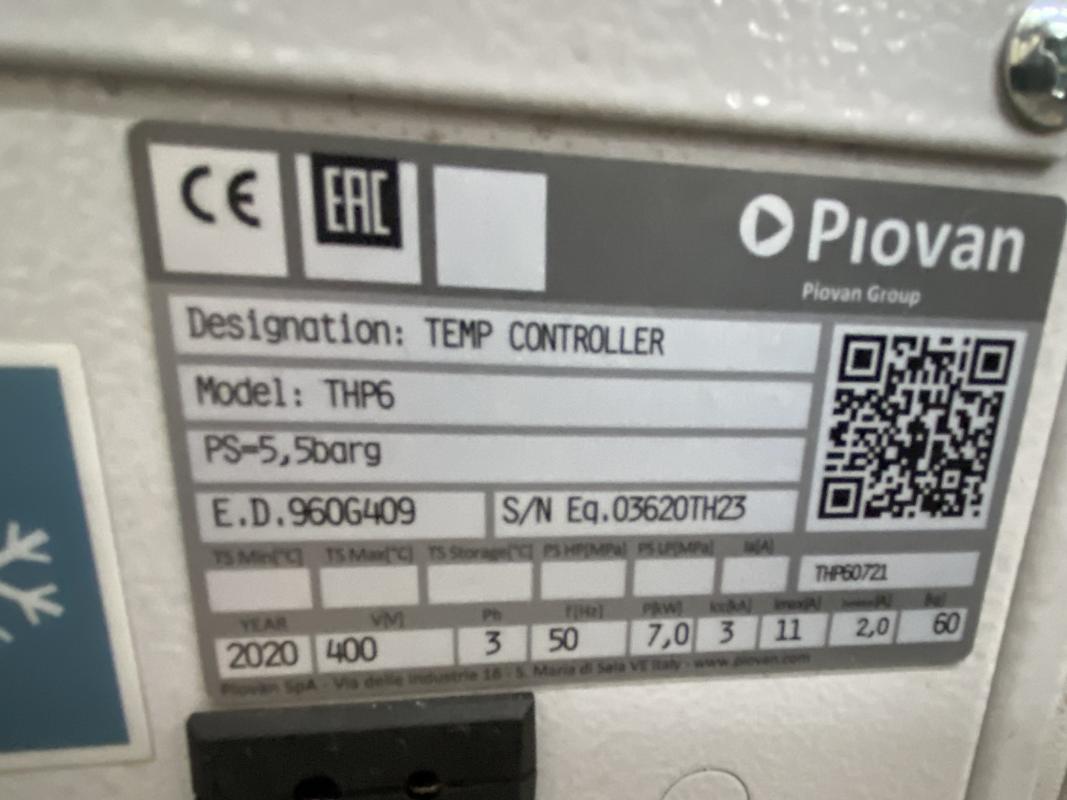 CE EAC
Piovan
Piovan Group
Designation: TEMP CONTROLLER
Model: THP6
PS=5,5barg
E.D.960G409 S/N Eq.03620TH23
TS Min[°C] TS Max[°C] TS Storage[°C] PS HP[MPa] PS LP[MPa] Ia[A]
THP60721
YEAR V[V] Ph f[Hz] P[kW] Icc[kA] Imax[A] [kg]
2020 400 3 50 7,0 3 11 2,0 60
Piovan SpA - Via delle Industrie 16 - S. Maria di Sala VE Italy - www.piovan.com